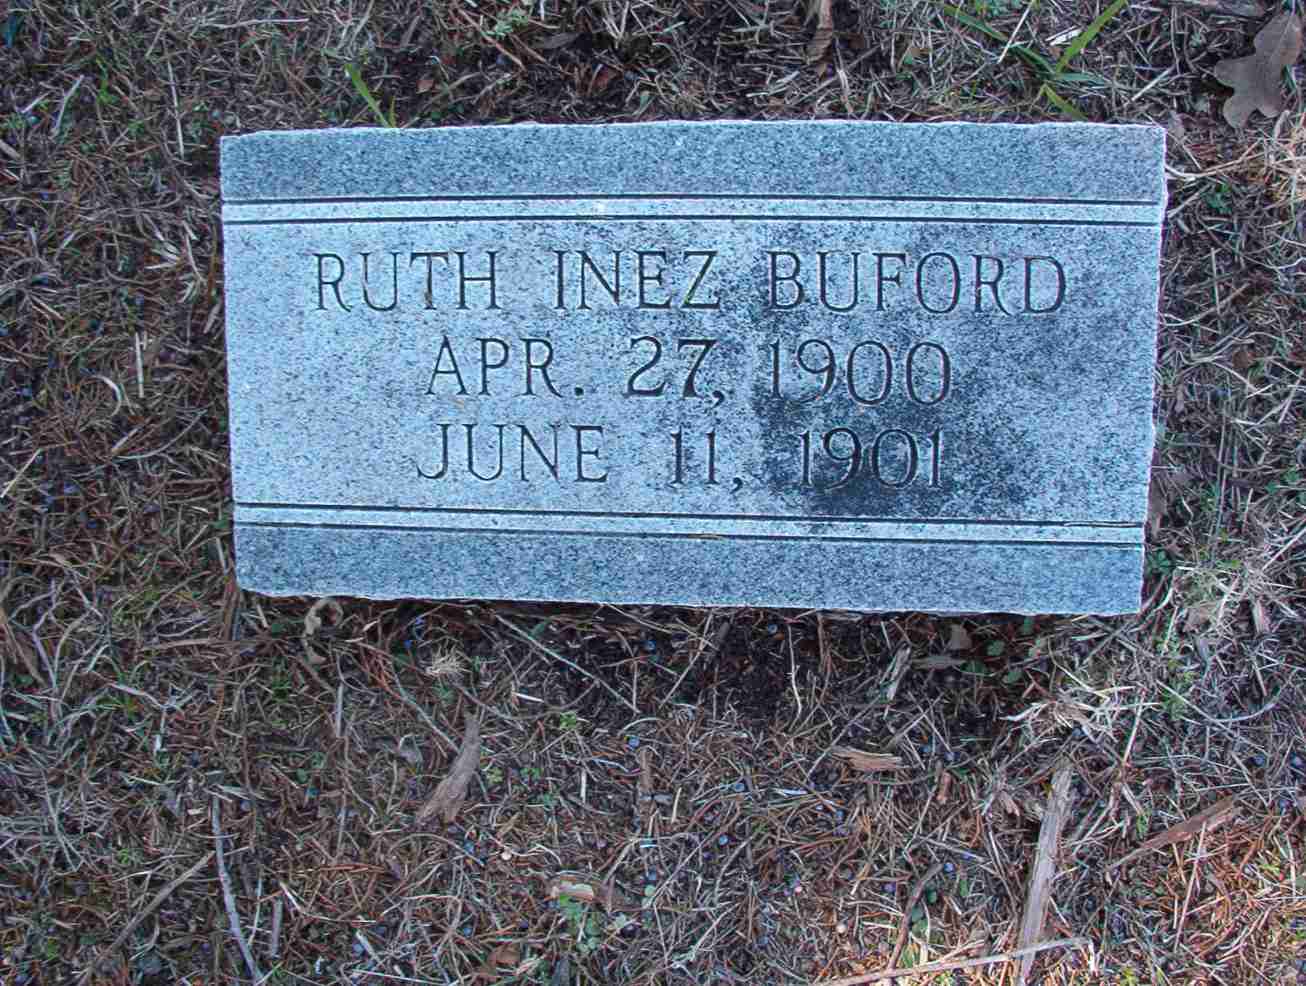 RUTH INEZ BUFORD
APR. 27, 1900
JUNE 11, 1901